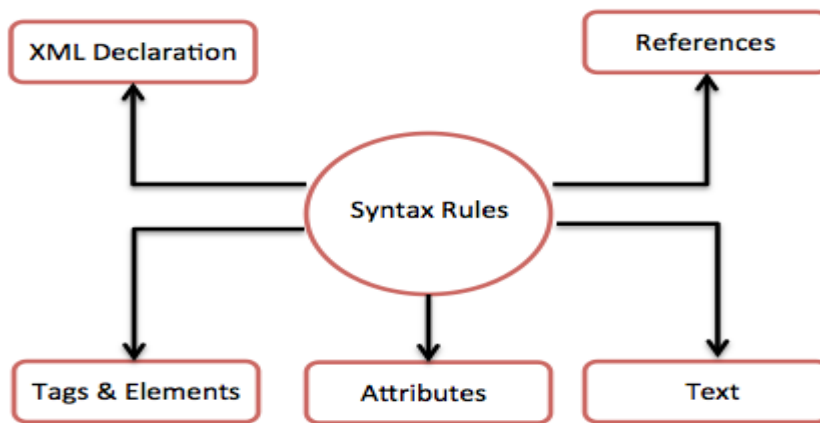 XML Declaration
References
Syntax Rules
Tags & Elements
Attributes
Text